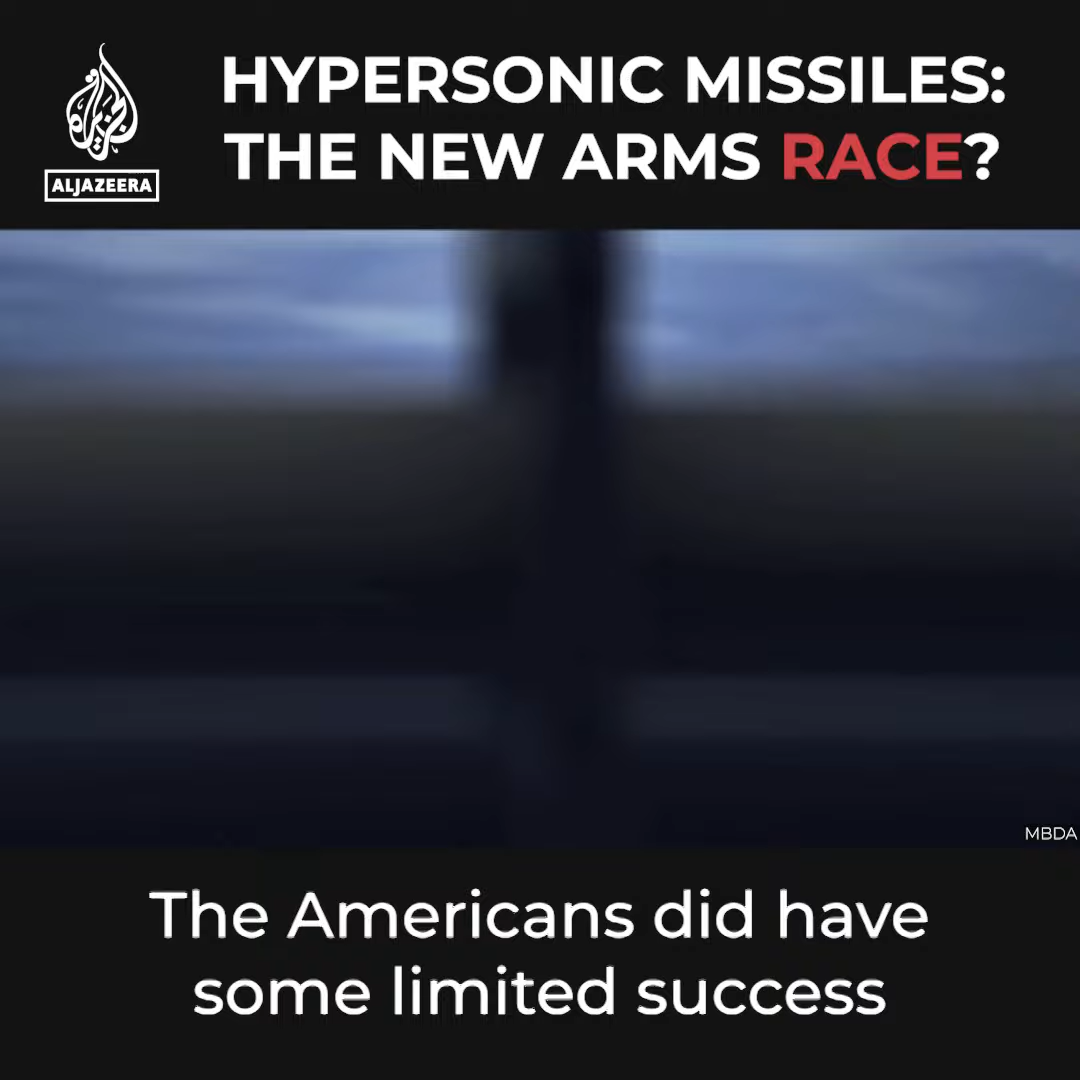 HYPERSONIC MISSILES:
THE NEW ARMS RACE?
الجزيرة
ALJAZEERA
MBDA
The Americans did have
some limited success